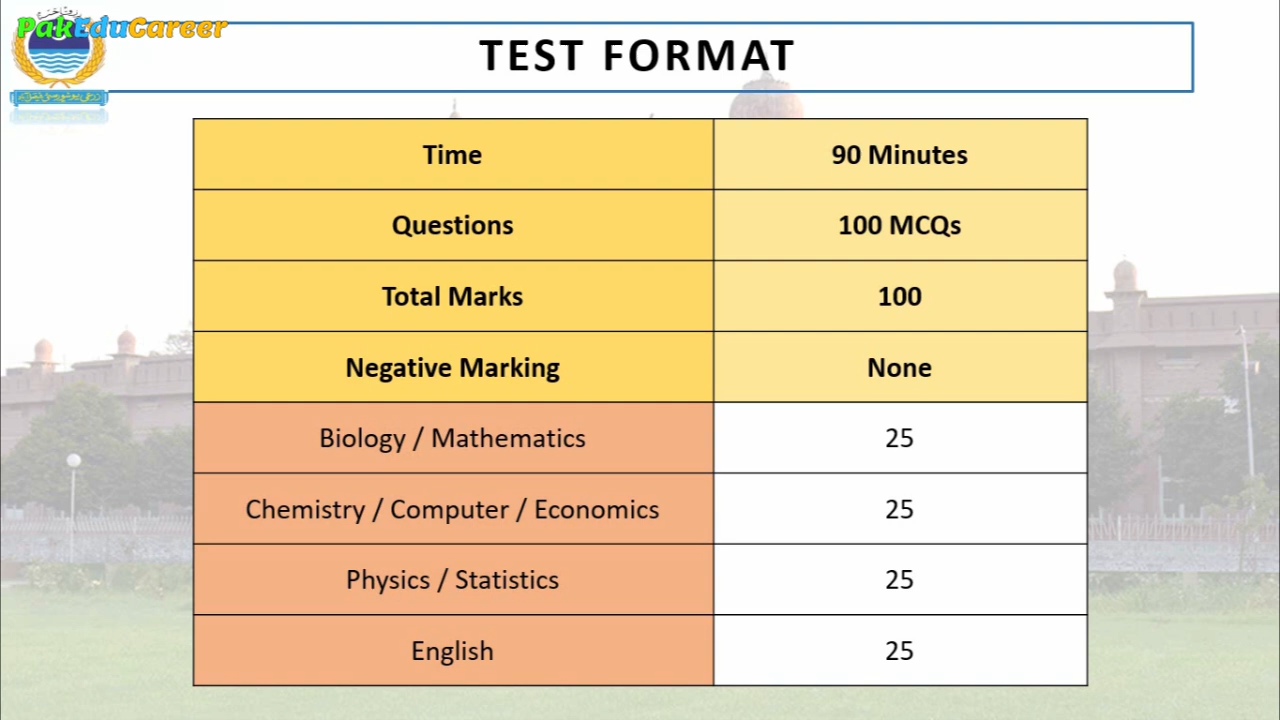 PakEduCareer
TEST FORMAT
Time
90 Minutes
Questions
100 MCQs
Total Marks
100
Negative Marking
None
Biology / Mathematics
25
Chemistry / Computer / Economics
25
Physics / Statistics
25
English
25